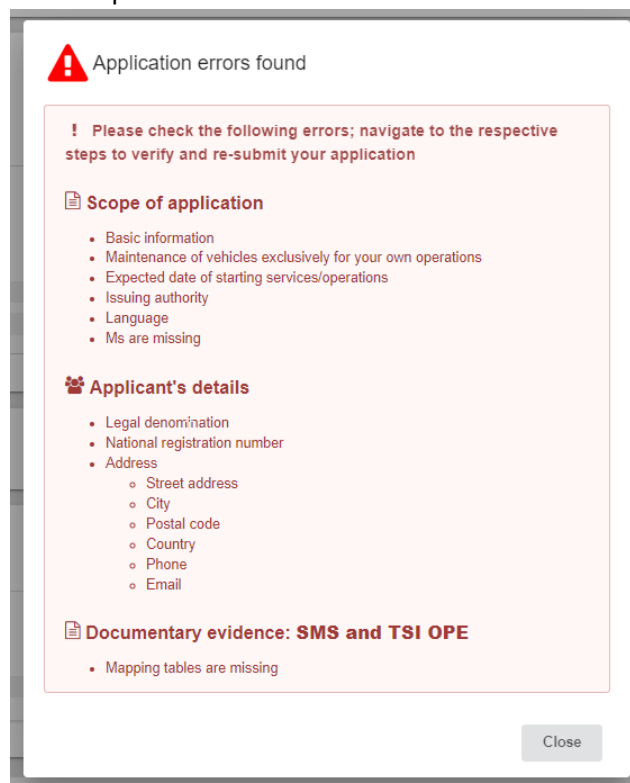 Application errors found
! Please check the following errors; navigate to the respective
steps to verify and re-submit your application
Scope of application
Basic information
Maintenance of vehicles exclusively for your own operations
Expected date of starting services/operations
Issuing authority
Language
Ms are missing
Applicant's details
Legal denomination
National registration number
Address
Street address
City
Postal code
Country
Phone
Email
Documentary evidence: SMS and TSI OPE
Mapping tables are missing
Close